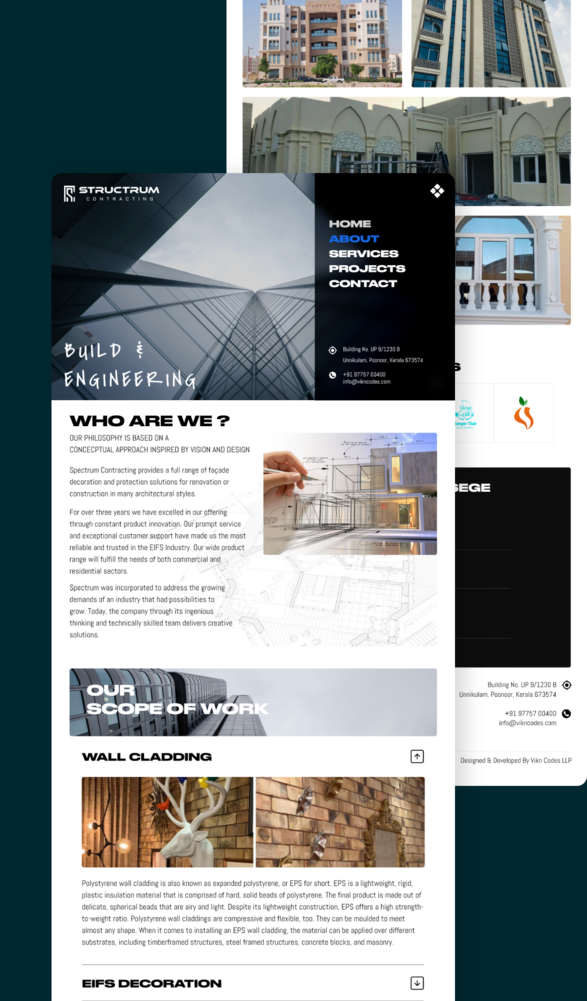 STRUCTRUM
CONTRACTING
HOME
ABOUT
SERVICES
PROJECTS
CONTACT
BUILD &
ENGINEERING
Building No. UP 9/1230 B
Unnikulam, Poonoor, Kerala 673574
+91 97757 00400
info@vikncodes.com
WHO ARE WE ?
OUR PHILOSOPHY IS BASED ON A
CONCECPTUAL APPROACH INSPIRED BY VISION AND DESIGN
Spectrum Contracting provides a full range of façade
decoration and protection solutions for renovation or
construction in many architectural styles.
For over three years we have excelled in our offering
through constant product innovation. Our prompt service
and exceptional customer support have made us the most
reliable and trusted in the EIFS Industry. Our wide product
range will fulfill the needs of both commercial and
residential sectors.
Spectrum was incorporated to address the growing
demands of an industry that had possibilities to
grow. Today, the company through its ingenious
thinking and technically skilled team delivers creative
solutions.
OUR
SCOPE OF WORK
WALL CLADDING
Polystyrene wall cladding is also known as expanded polystyrene, or EPS for short. EPS is a lightweight, rigid,
plastic insulation material that is comprised of hard, solid beads of polystyrene. The final product is made out of
delicate, spherical beads that are airy and light. Despite its lightweight construction, EPS offers a high strength-
to-weight ratio. Polystyrene wall claddings are compressive and flexible, too. They can be moulded to meet
almost any shape. When it comes to installing an EPS wall cladding, the material can be applied over different
substrates, including timberframed structures, steel framed structures, concrete blocks, and masonry.
EIFS DECORATION
S
SEGE
Building No. UP 9/1230 B
Unnikulam, Poonoor, Kerala 673574
+91 97757 00400
info@vikncodes.com
Designed & Developed By Vikn Codes LLP